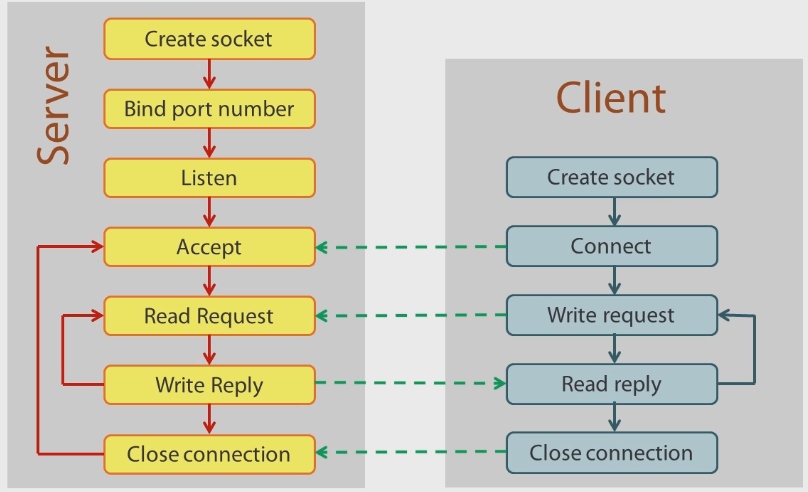 Server
Create socket
Bind port number
Listen
Accept
Read Request
Write Reply
Close connection
Client
Create socket
Connect
Write request
Read reply
Close connection